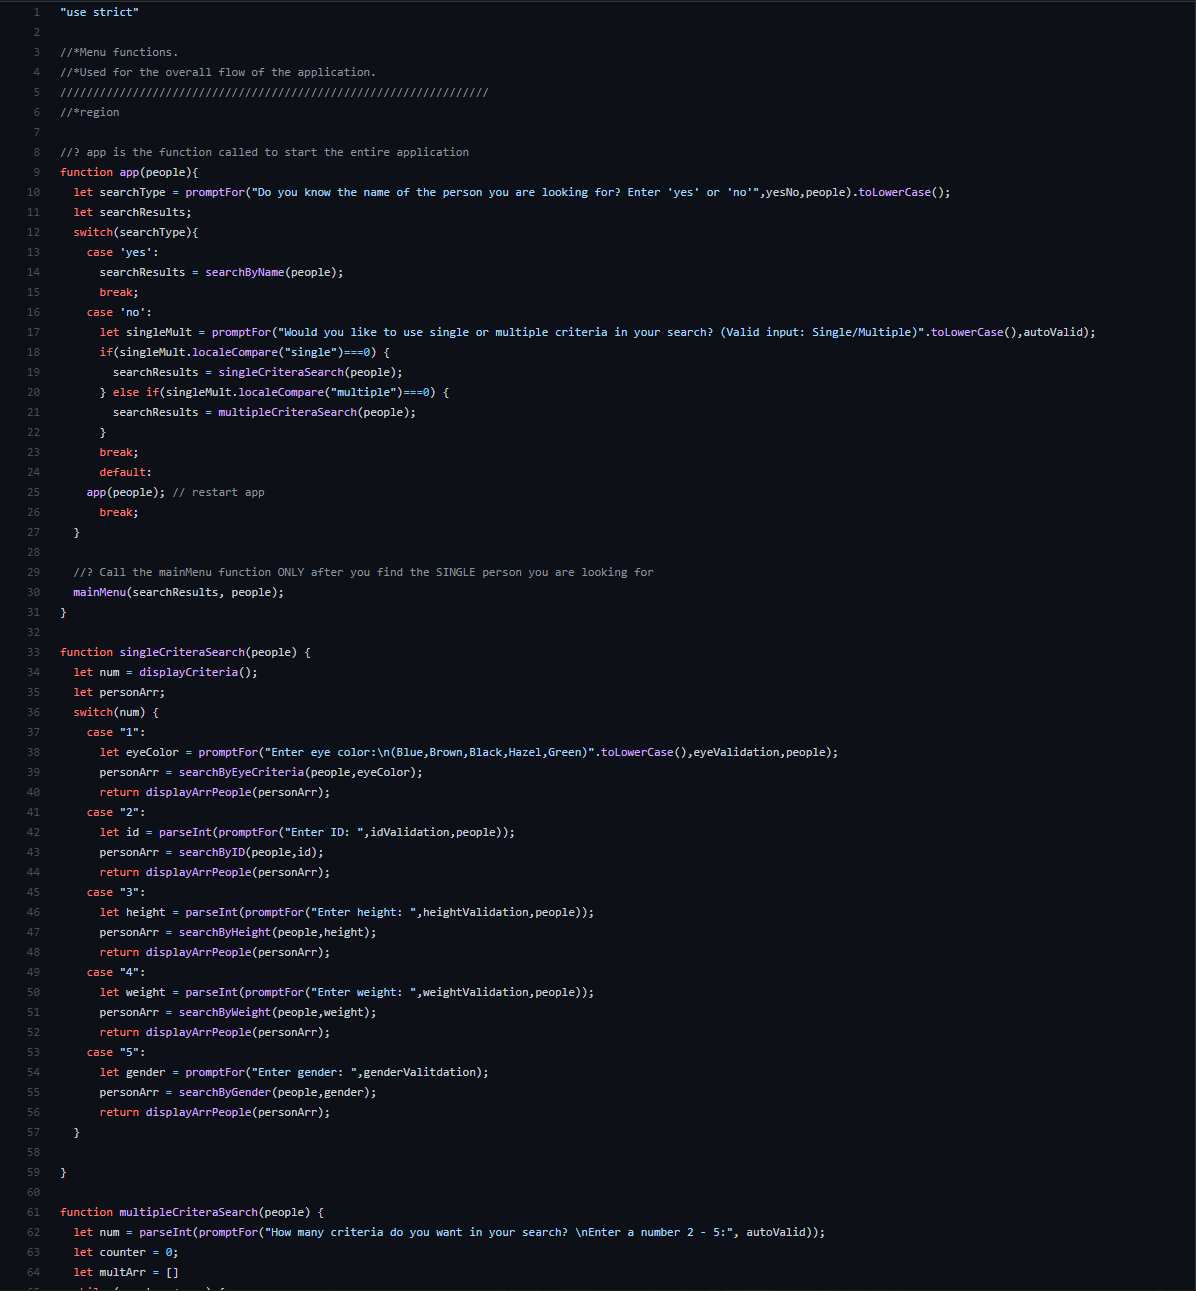 1 "use strict"
2
3 //*Menu functions.
4 //*Used for the overall flow of the application.
5 /////////////////////////////////////////////////////////////////
6 //*region
7
8 //? app is the function called to start the entire application
9 function app(people){
10   let searchType = promptFor("Do you know the name of the person you are looking for? Enter 'yes' or 'no'",yesNo,people).toLowerCase();
11   let searchResults;
12   switch(searchType){
13     case 'yes':
14       searchResults = searchByName(people);
15       break;
16     case 'no':
17       let singleMult = promptFor("Would you like to use single or multiple criteria in your search? (Valid input: Single/Multiple)".toLowerCase(),autoValid);
18       if(singleMult.localeCompare("single")===0) {
19         searchResults = singleCriteraSearch(people);
20       } else if(singleMult.localeCompare("multiple")===0) {
21         searchResults = multipleCriteraSearch(people);
22       }
23       break;
24       default:
25     app(people); // restart app
26       break;
27   }
28
29   //? Call the mainMenu function ONLY after you find the SINGLE person you are looking for
30   mainMenu(searchResults, people);
31 }
32
33 function singleCriteraSearch(people) {
34   let num = displayCriteria();
35   let personArr;
36   switch(num) {
37     case "1":
38       let eyeColor = promptFor("Enter eye color:\n(Blue,Brown,Black,Hazel,Green)".toLowerCase(),eyeValidation,people);
39       personArr = searchByEyeCriteria(people,eyeColor);
40       return displayArrPeople(personArr);
41     case "2":
42       let id = parseInt(promptFor("Enter ID: ",idValidation,people));
43       personArr = searchByID(people,id);
44       return displayArrPeople(personArr);
45     case "3":
46       let height = parseInt(promptFor("Enter height: ",heightValidation,people));
47       personArr = searchByHeight(people,height);
48       return displayArrPeople(personArr);
49     case "4":
50       let weight = parseInt(promptFor("Enter weight: ",weightValidation,people));
51       personArr = searchByWeight(people,weight);
52       return displayArrPeople(personArr);
53     case "5":
54       let gender = promptFor("Enter gender: ",genderValitdation);
55       personArr = searchByGender(people,gender);
56       return displayArrPeople(personArr);
57   }
58
59 }
60
61 function multipleCriteraSearch(people) {
62   let num = parseInt(promptFor("How many criteria do you want in your search? \nEnter a number 2 - 5:", autoValid));
63   let counter = 0;
64   let multArr = []